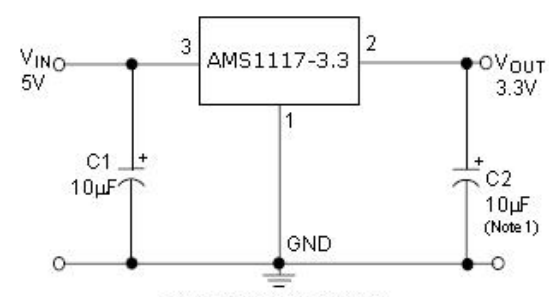 3
AMS1117-3.3
2
VIN
5V
VOUT
3.3V
1
C1
10µF
+
+
C2
10µF
(Note 1)
GND